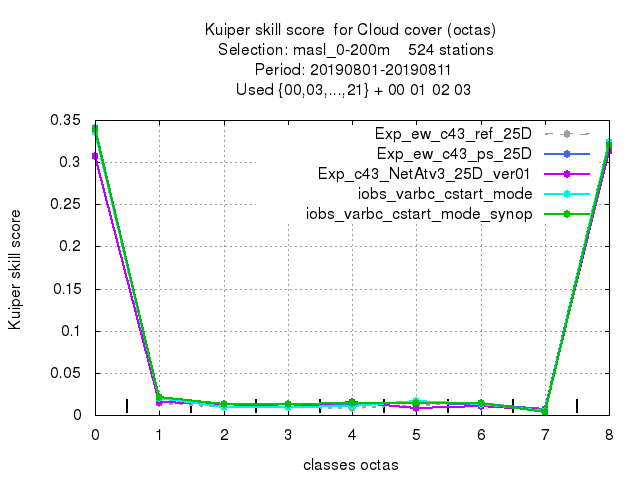 Kuiper skill score  for Cloud cover (octas)
Selection: masl_0-200m    524 stations
Period: 20190801-20190811
Used {00,03,...,21} + 00 01 02 03
Exp_ew_c43_ref_25D
Exp_ew_c43_ps_25D
Exp_c43_NetAtv3_25D_ver01
iobs_varbc_cstart_mode
iobs_varbc_cstart_mode_synop
Kuiper skill score
0.35
0.3
0.25
0.2
0.15
0.1
0.05
0
0 1 2 3 4 5 6 7 8
classes octas